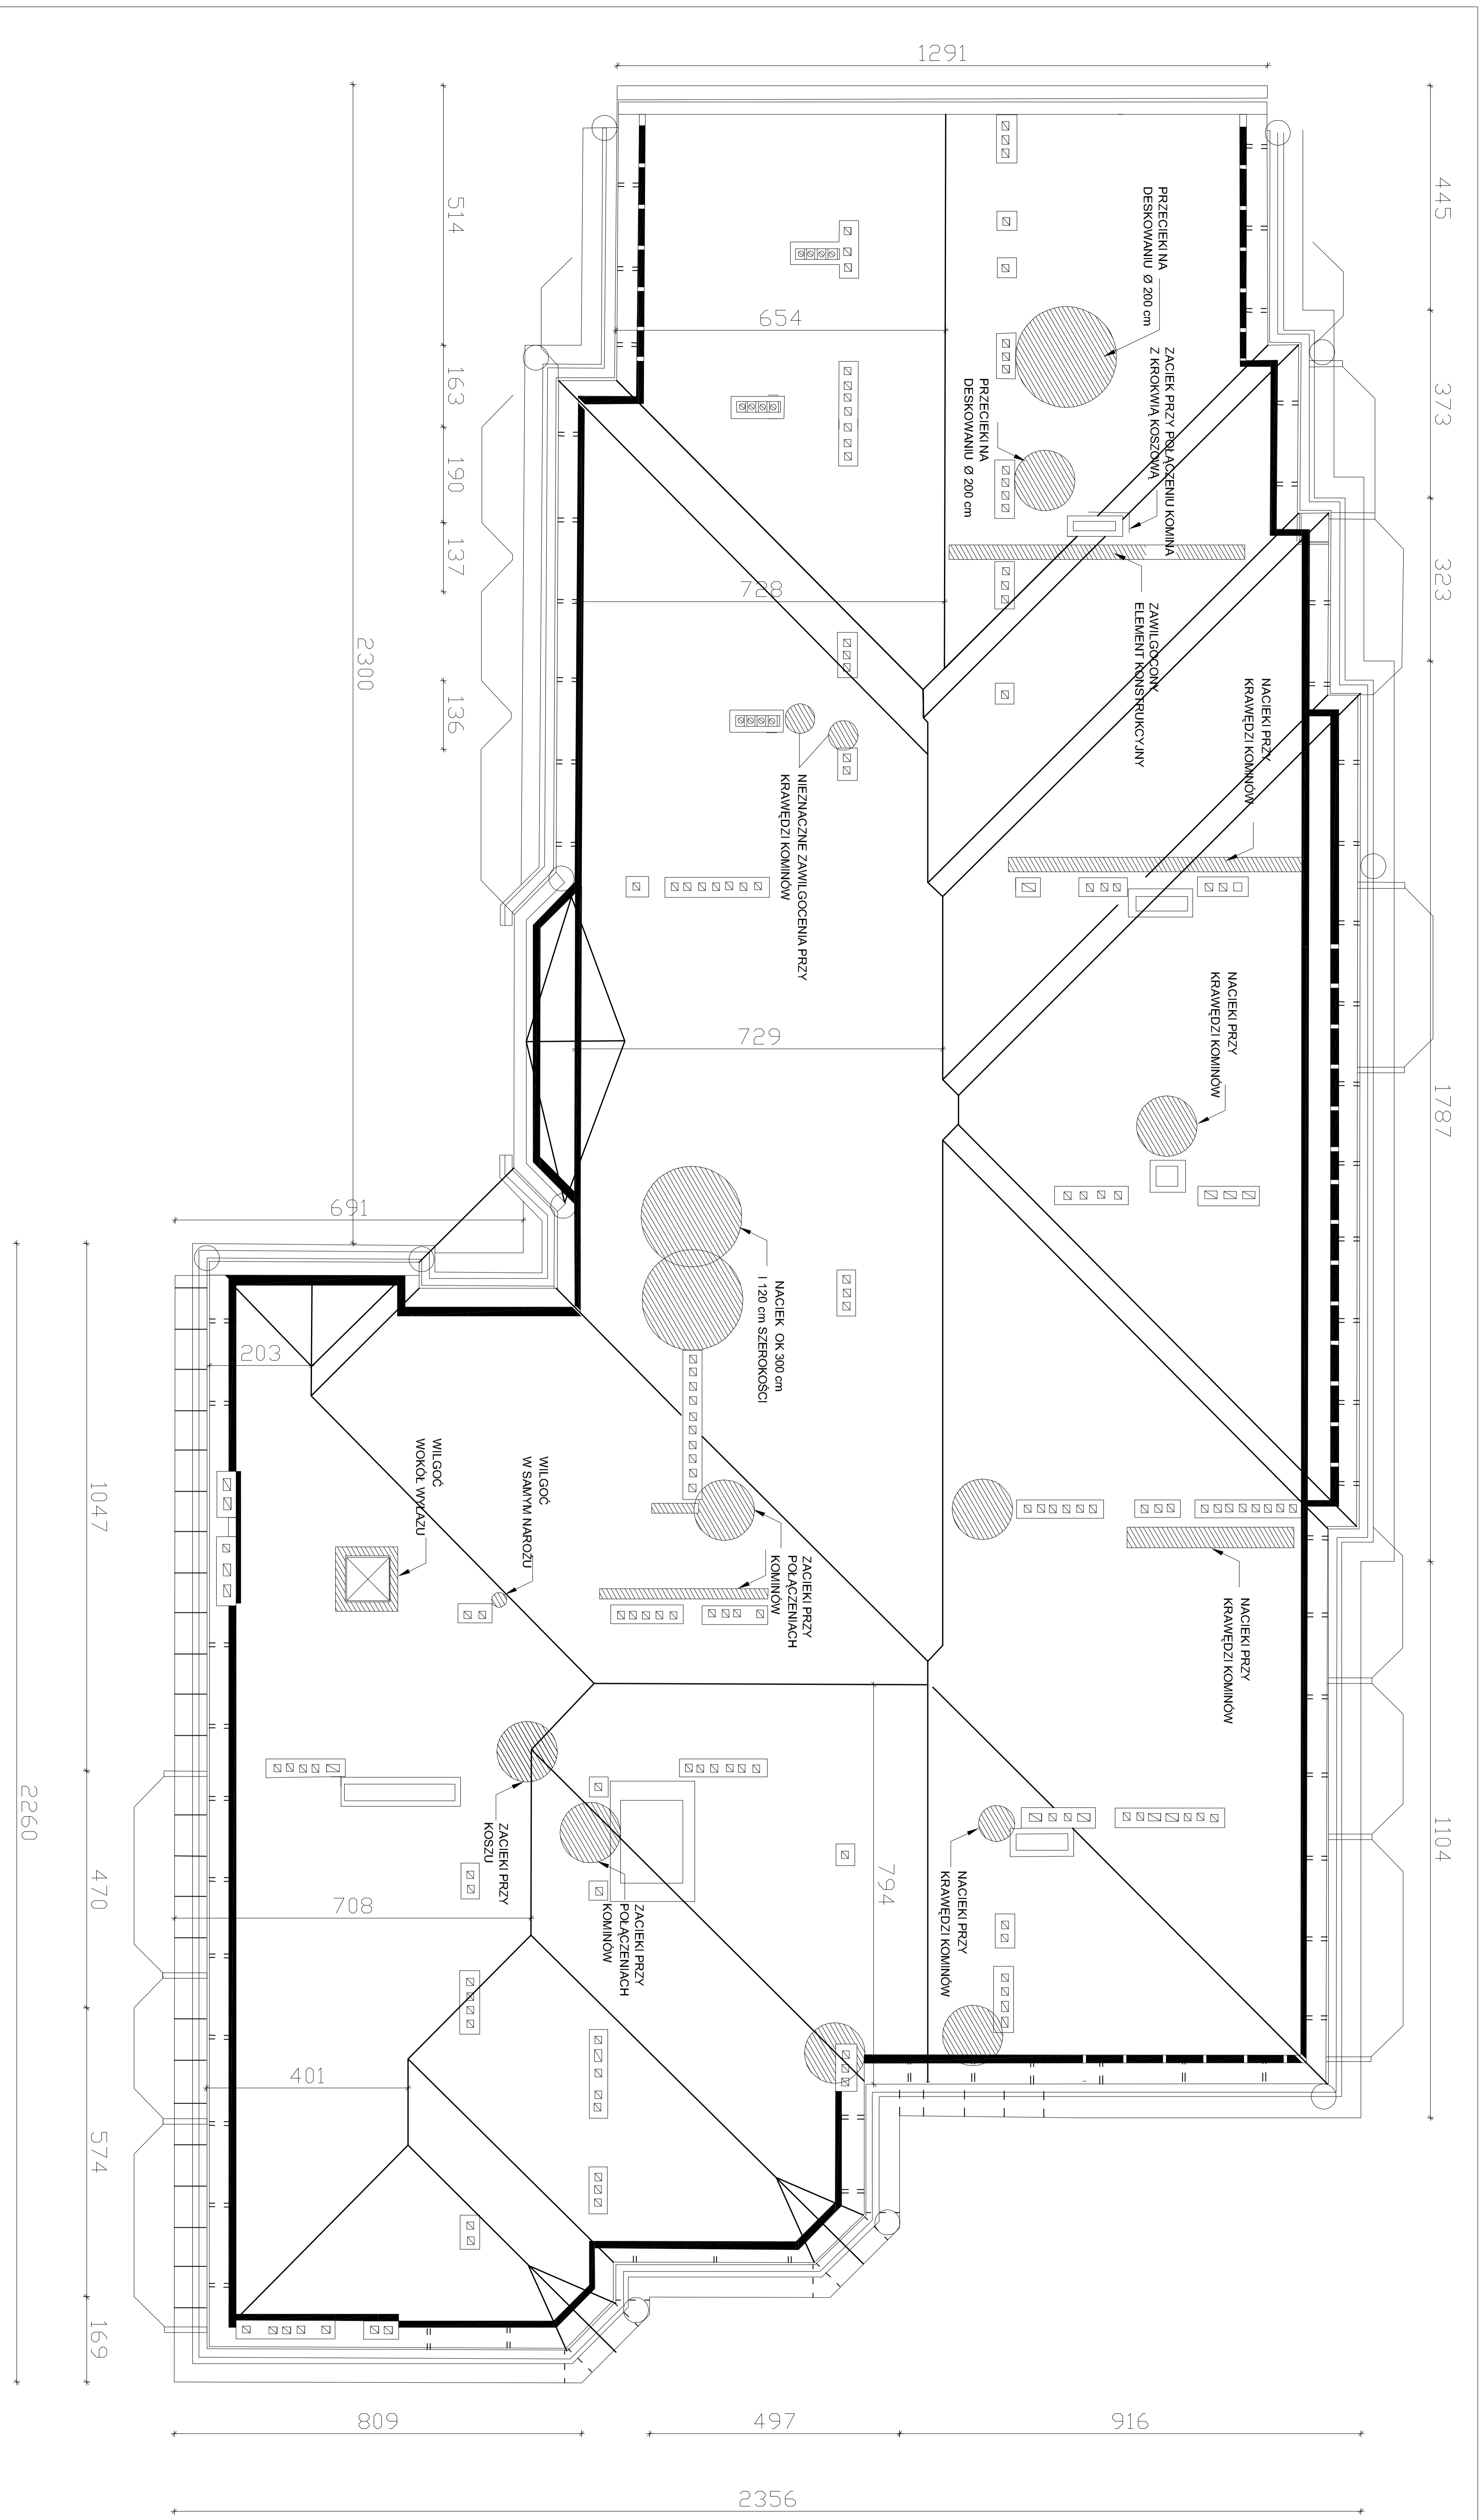 1291
445
373
323
1787
1104
PRZECIEKI NA
DESKOWANIU Ø 200 cm
ZACIEK PRZY POŁĄCZENIU KOMINA
Z KROKWIĄ KOSZOWĄ
PRZECIEKI NA
DESKOWANIU Ø 200 cm
ZAWILGOCONY
ELEMENT KONSTRUKCYJNY
NACIEKI PRZY
KRAWĘDZI KOMINÓW
NACIEKI PRZY
KRAWĘDZI KOMINÓW
NACIEKI PRZY
KRAWĘDZI KOMINÓW
NACIEKI PRZY
KRAWĘDZI KOMINÓW
654
728
729
794
NIEZNACZNE ZAWILGOCENIA PRZY
KRAWĘDZI KOMINÓW
NACIEK OK 300 cm
I 120 cm SZEROKOŚCI
ZACIEKI PRZY
POŁĄCZENIACH
KOMINÓW
WILGOĆ
W SAMYM NAROŻU
WILGOĆ
WOKÓŁ WYŁAZU
ZACIEKI PRZY
POŁĄCZENIACH
KOMINÓW
ZACIEKI PRZY
KOSZU
514
163
190
137
136
2300
691
203
708
401
1047
470
574
169
2260
809
497
916
2356